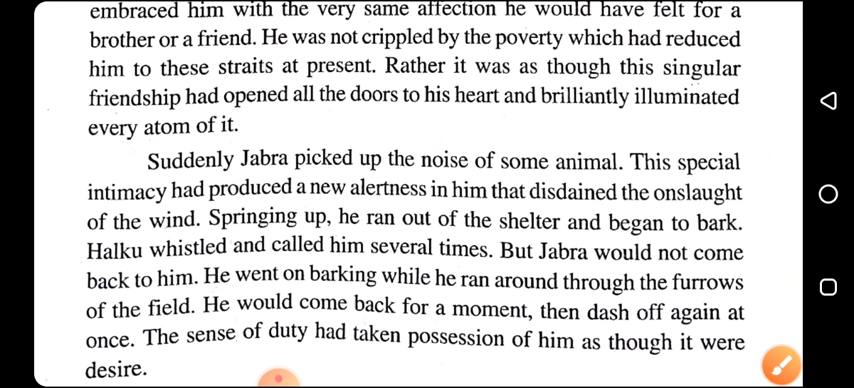 embraced him with the very same affection he would have felt for a
brother or a friend. He was not crippled by the poverty which had reduced
him to these straits at present. Rather it was as though this singular
friendship had opened all the doors to his heart and brilliantly illuminated
every atom of it.
Suddenly Jabra picked up the noise of some animal. This special
intimacy had produced a new alertness in him that disdained the onslaught
of the wind. Springing up, he ran out of the shelter and began to bark.
Halku whistled and called him several times. But Jabra would not come
back to him. He went on barking while he ran around through the furrows
of the field. He would come back for a moment, then dash off again at
once. The sense of duty had taken possession of him as though it were
desire.